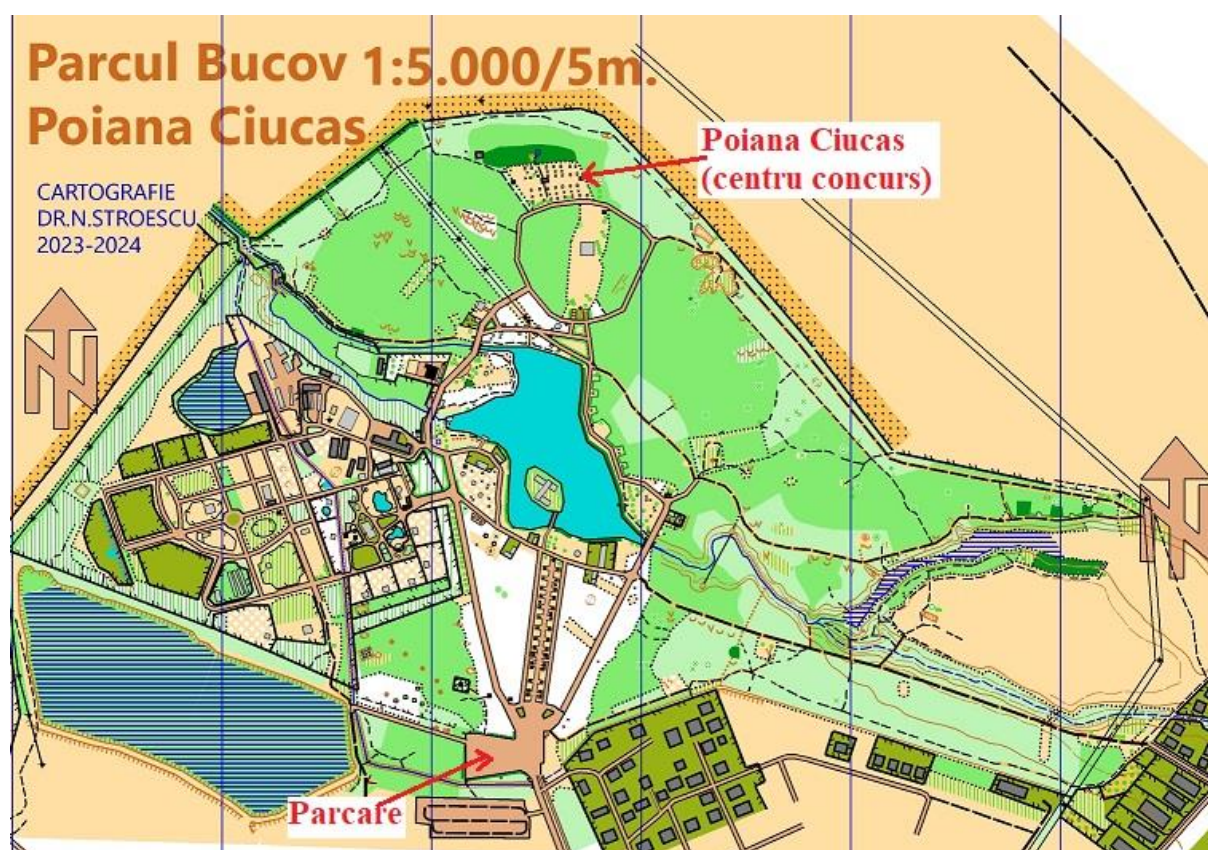 Parcul Bucov 1:5.000/5m.
Poiana Ciucas
CARTOGRAFIE
DR.N.STROESCU
2023-2024
Poiana Ciucas
(centru concurs)
Parcare